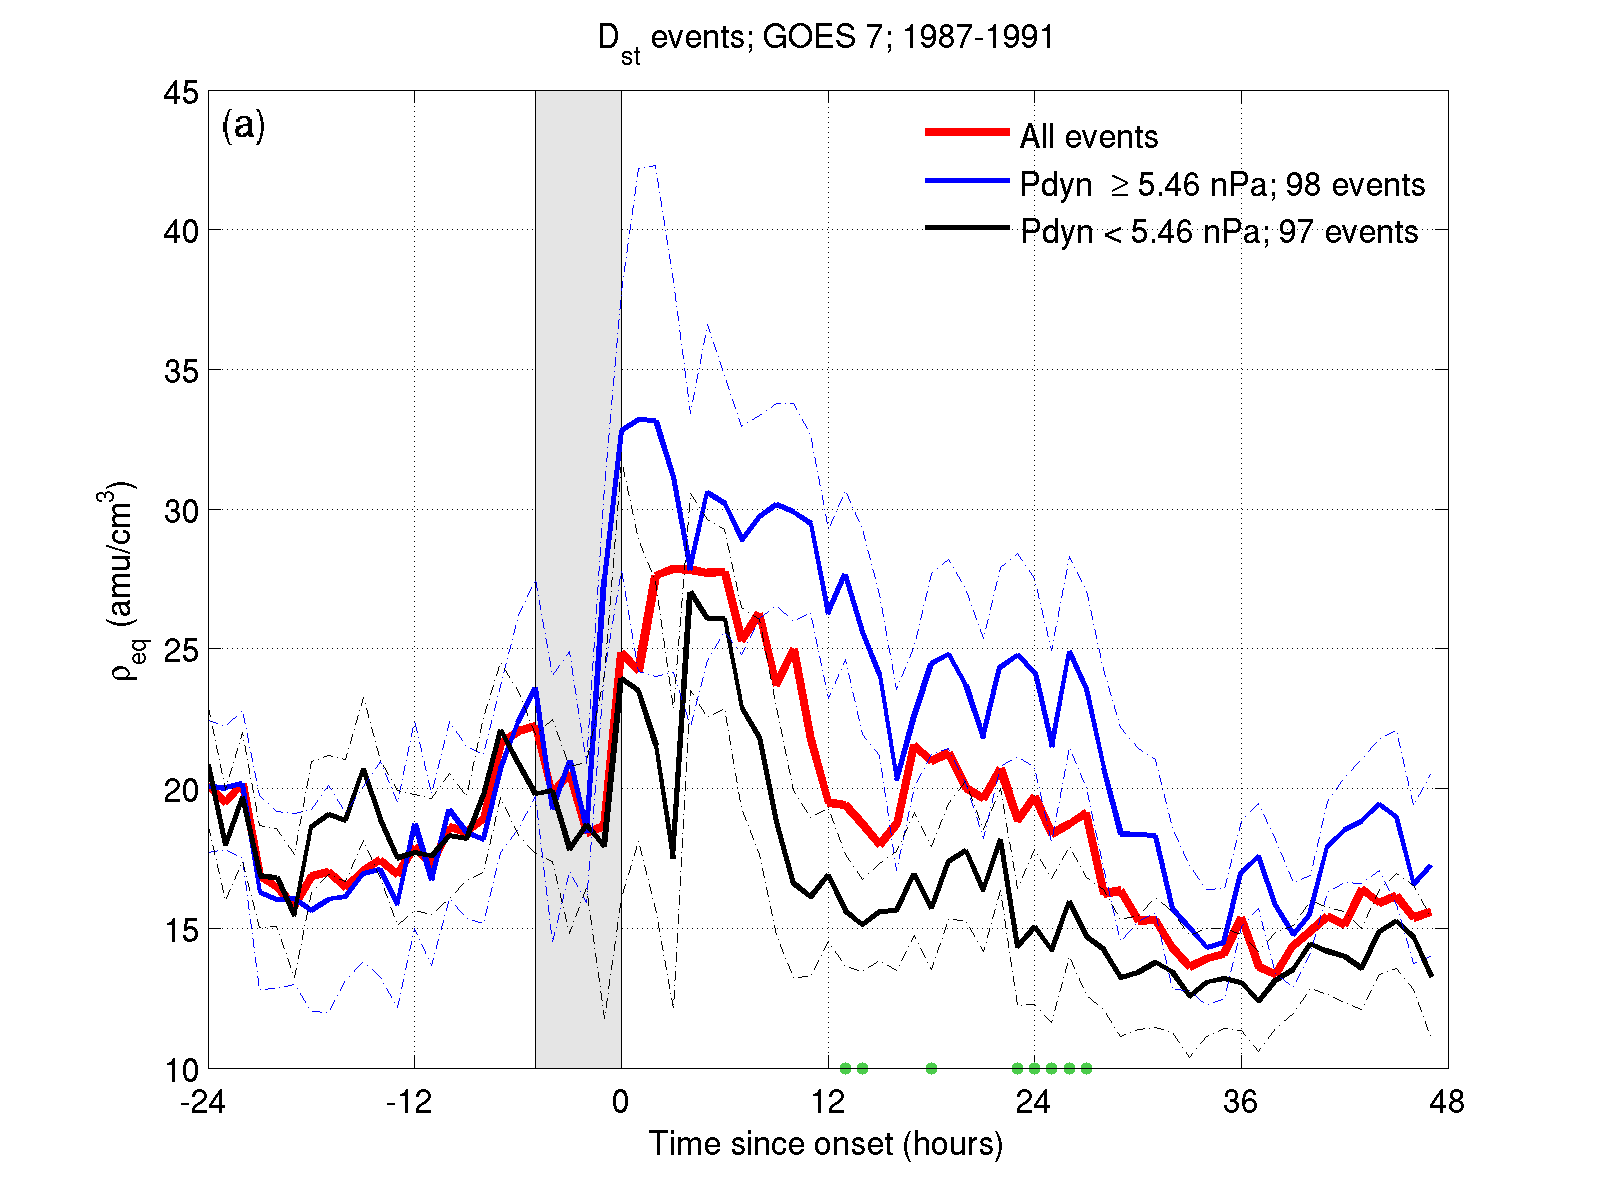 D_st events; GOES 7; 1987-1991
(a)
All events
Pdyn ≥ 5.46 nPa; 98 events
Pdyn < 5.46 nPa; 97 events
45
40
35
30
25
20
15
10
ρ_eq (amu/cm³)
-24 -12 0 12 24 36 48
Time since onset (hours)